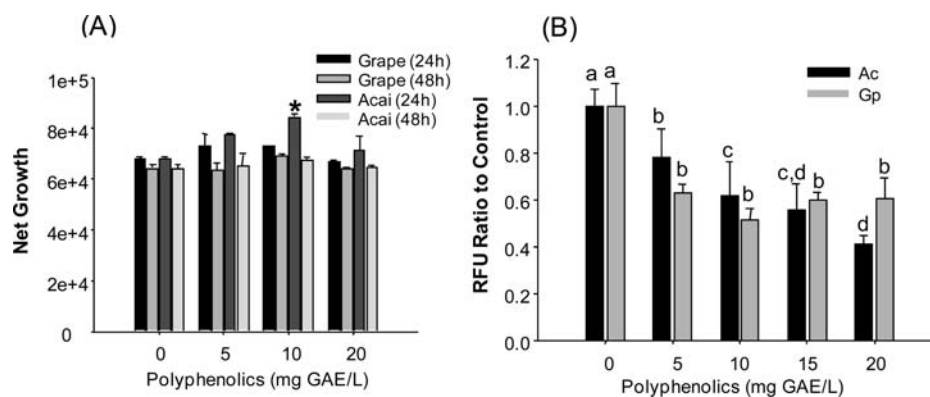 (A)
Grape (24h)
Grape (48h)
Acai (24h)
Acai (48h)
1e+5
8e+4
6e+4
4e+4
2e+4
0
Net Growth
*
0 5 10 20
Polyphenolics (mg GAE/L)
(B)
Ac
Gp
1.2
1.0
0.8
0.6
0.4
0.2
0.0
RFU Ratio to Control
a a
b
b
c
b
c,d
b
d
b
0 5 10 15 20
Polyphenolics (mg GAE/L)